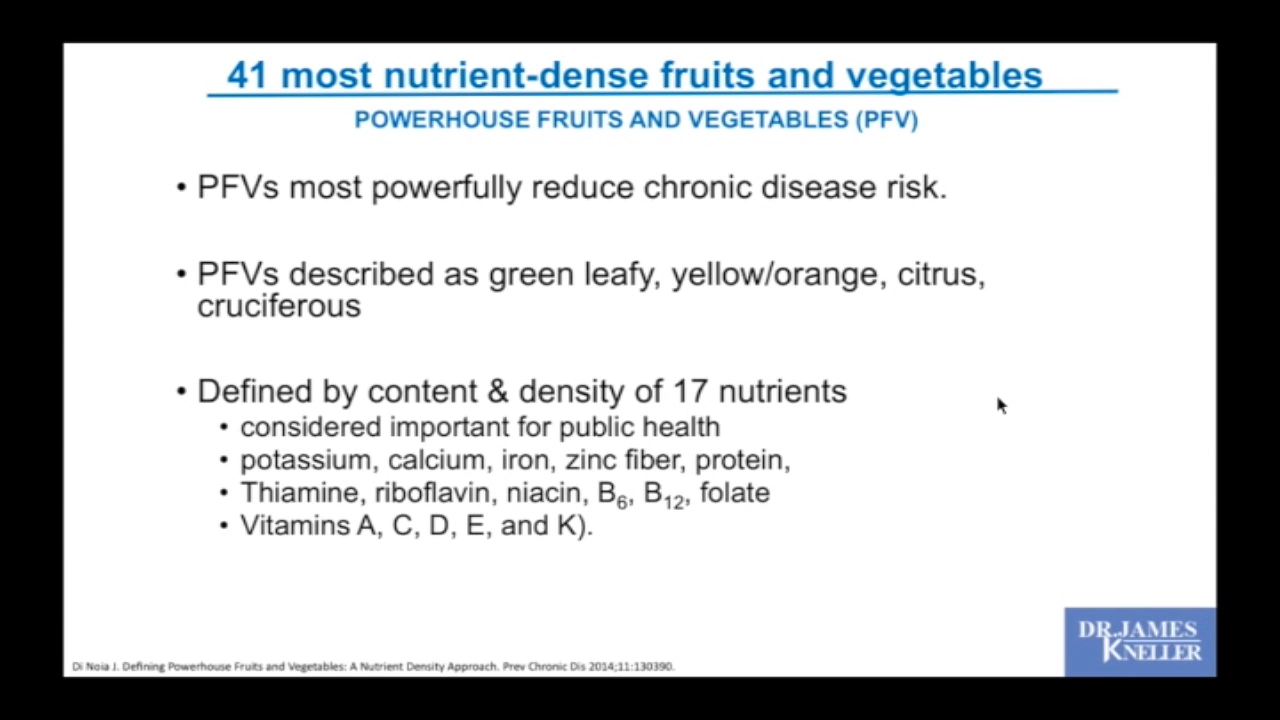 41 most nutrient-dense fruits and vegetables
POWERHOUSE FRUITS AND VEGETABLES (PFV)
• PFVs most powerfully reduce chronic disease risk.
• PFVs described as green leafy, yellow/orange, citrus,
cruciferous
• Defined by content & density of 17 nutrients
• considered important for public health
• potassium, calcium, iron, zinc fiber, protein,
• Thiamine, riboflavin, niacin, B6, B12, folate
• Vitamins A, C, D, E, and K).
Di Noia J. Defining Powerhouse Fruits and Vegetables: A Nutrient Density Approach. Prev Chronic Dis 2014;11:130390.
DR.JAMES
KNELLER